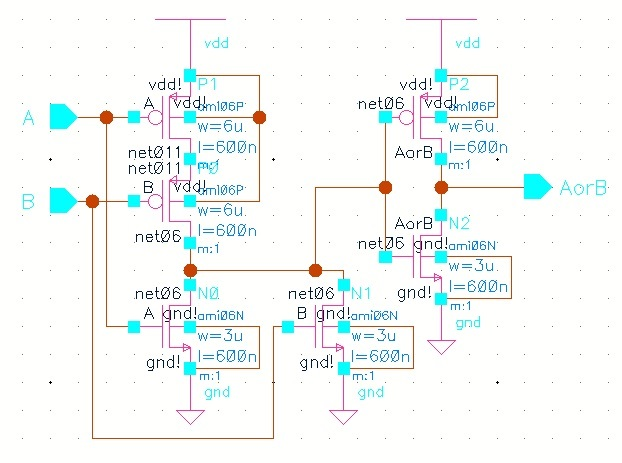 vdd
vdd
vdd!
P1
vdd!
P2
A
A
vdd!
ami06P
net06
vdd!
ami06P
w=6u
w=6u
l=600n
l=600n
net011
m:1
AorB
m:1
net011
P0
B
B
vdd!
ami06P
AorB
w=6u
l=600n
AorB
N2
net06
m:1
net06
gnd!
ami06N
w=3u
l=600n
net06
N0
net06
N1
gnd!
m:1
A
gnd!
ami06N
B
gnd!
ami06N
gnd
w=3u
w=3u
l=600n
l=600n
gnd!
m:1
gnd!
m:1
gnd
gnd